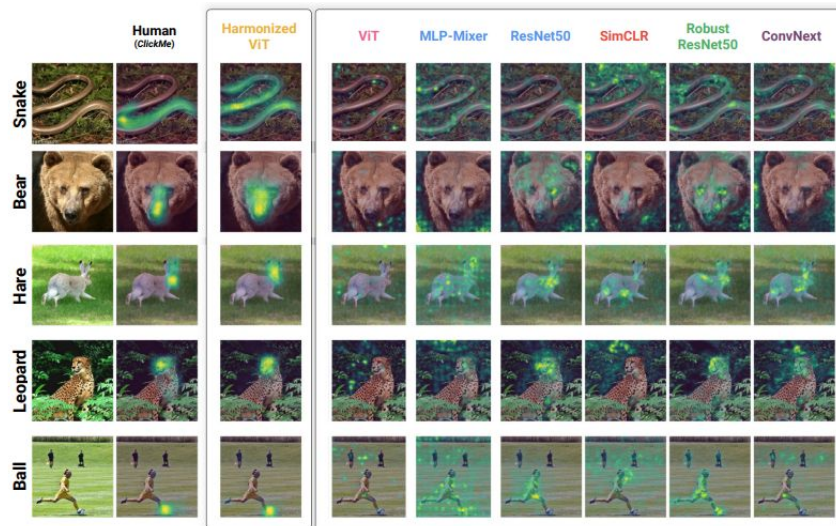 Human
(ClickMe)
Harmonized
ViT
ViT
MLP-Mixer
ResNet50
SimCLR
Robust
ResNet50
ConvNext
Snake
Bear
Hare
Leopard
Ball